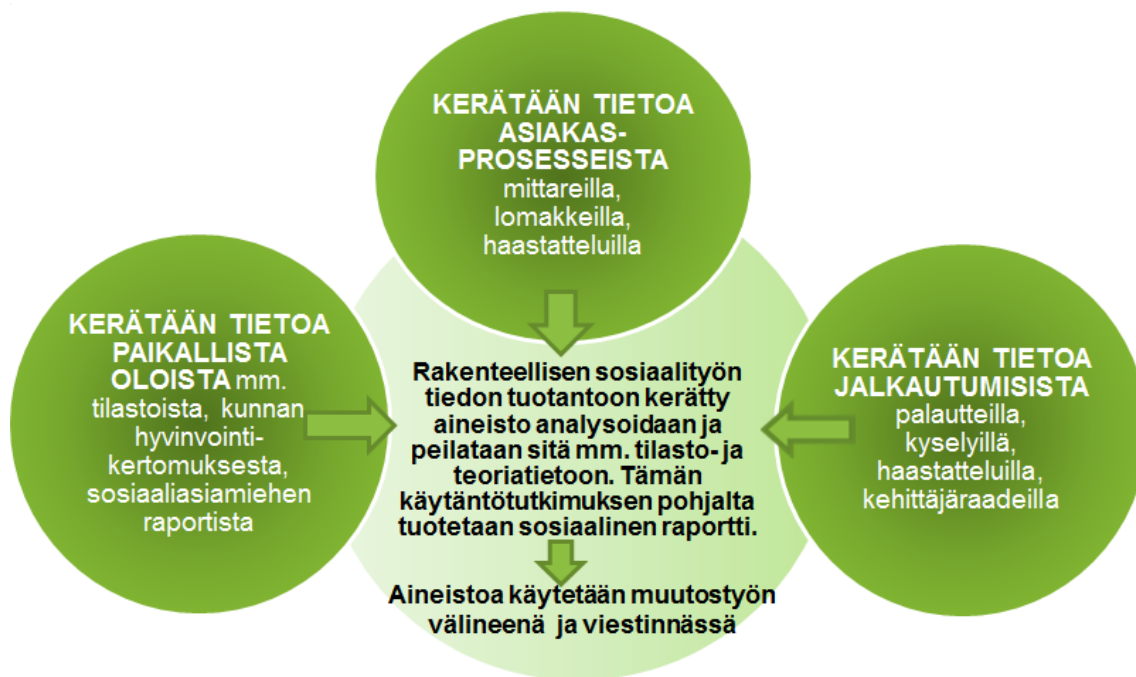 KERÄTÄÄN TIETOA
ASIAKAS-
PROSESSEISTA
mittareilla,
lomakkeilla,
haastatteluilla
KERÄTÄÄN TIETOA
PAIKALLISTA
OLOISTA mm.
tilastoista, kunnan
hyvinvointi-
kertomuksesta,
sosiaaliasiamiehen
raportista
Rakenteellisen sosiaalityön
tiedon tuotantoon kerätty
aineisto analysoidaan ja
peilataan sitä mm. tilasto- ja
teoriatietoon. Tämän
käytäntötutkimuksen pohjalta
tuotetaan sosiaalinen raportti.
Aineistoa käytetään muutostyön
välineenä ja viestinnässä
KERÄTÄÄN TIETOA
JALKAUTUMISISTA
palautteilla,
kyselyillä,
haastatteluilla,
kehittäjäraadeilla